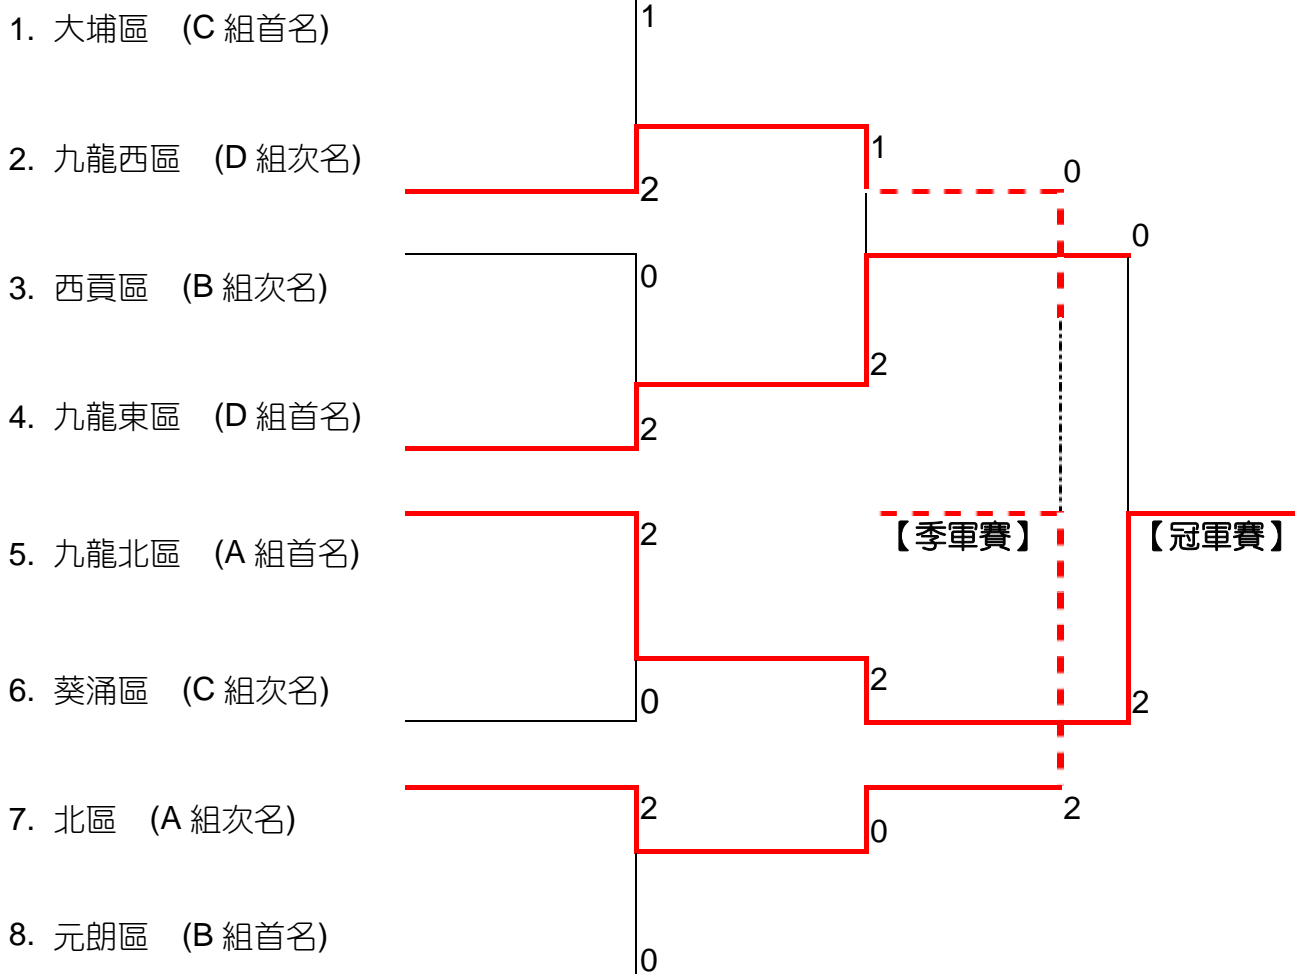 1. 大埔區 (C 組首名)
1
2. 九龍西區 (D 組次名)
2
1
0
0
3. 西貢區 (B 組次名)
0
2
4. 九龍東區 (D 組首名)
2
5. 九龍北區 (A 組首名)
2
【季軍賽】
【冠軍賽】
6. 葵涌區 (C 組次名)
0
2
2
7. 北區 (A 組次名)
2
0
2
8. 元朗區 (B 組首名)
0